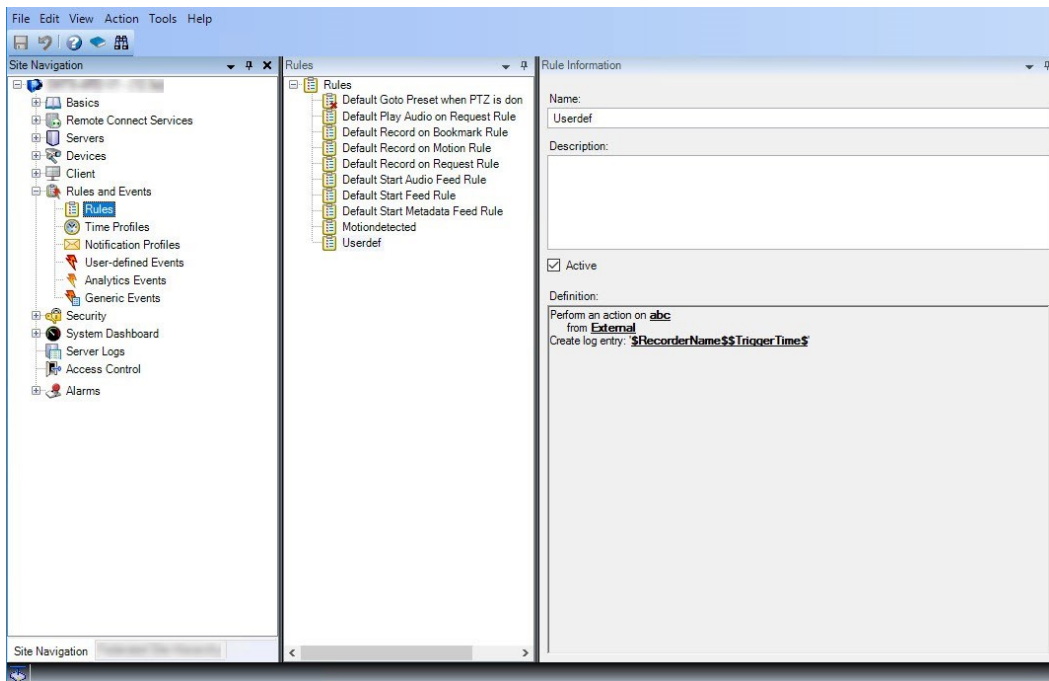 File Edit View Action Tools Help
Site Navigation
Basics
Remote Connect Services
Servers
Devices
Client
Rules and Events
Rules
Time Profiles
Notification Profiles
User-defined Events
Analytics Events
Generic Events
Security
System Dashboard
Server Logs
Access Control
Alarms
Site Navigation
Rules
Rules
Default Goto Preset when PTZ is don
Default Play Audio on Request Rule
Default Record on Bookmark Rule
Default Record on Motion Rule
Default Record on Request Rule
Default Start Audio Feed Rule
Default Start Feed Rule
Default Start Metadata Feed Rule
Motiondetected
Userdef
Rule Information
Name:
Userdef
Description:
Active
Definition:
Perform an action on abc
from External
Create log entry: '$RecorderName$$TriggerTime$'